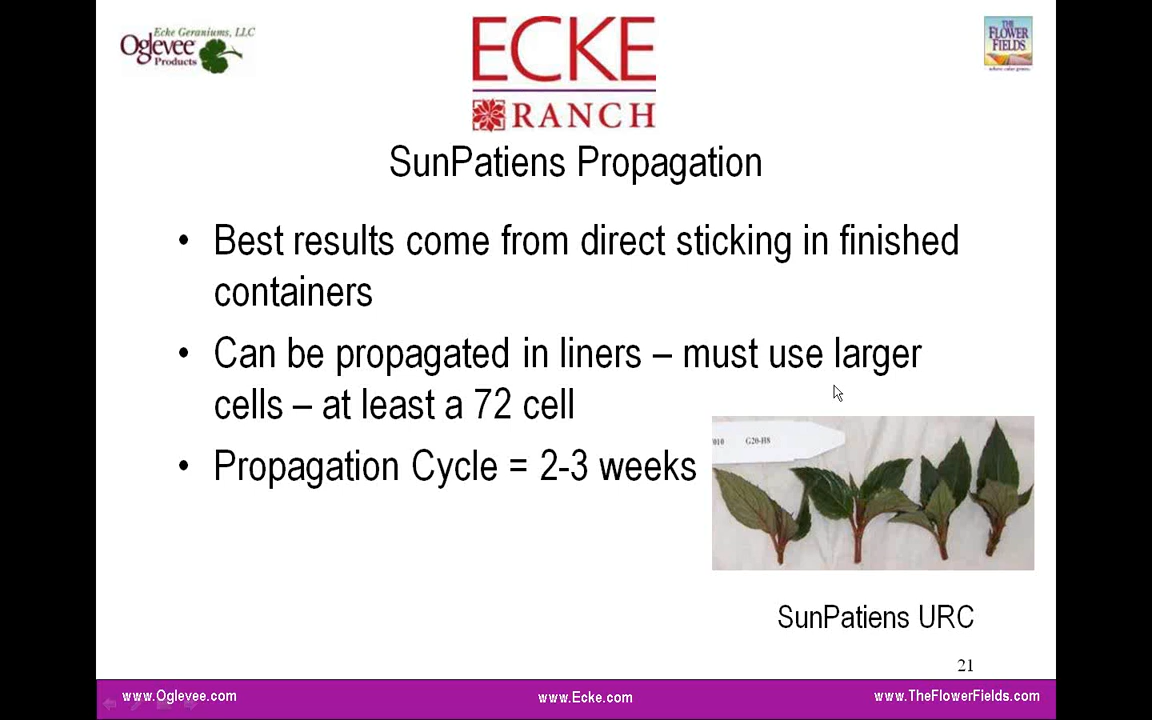 Ecke Geraniums, LLC
Oglevee
Products
ECKE
RANCH
THE
FLOWER
FIELDS
SunPatiens Propagation
• Best results come from direct sticking in finished
containers
• Can be propagated in liners – must use larger
cells – at least a 72 cell
• Propagation Cycle = 2-3 weeks
G20-H8
SunPatiens URC
21
www.Oglevee.com
www.Ecke.com
www.TheFlowerFields.com